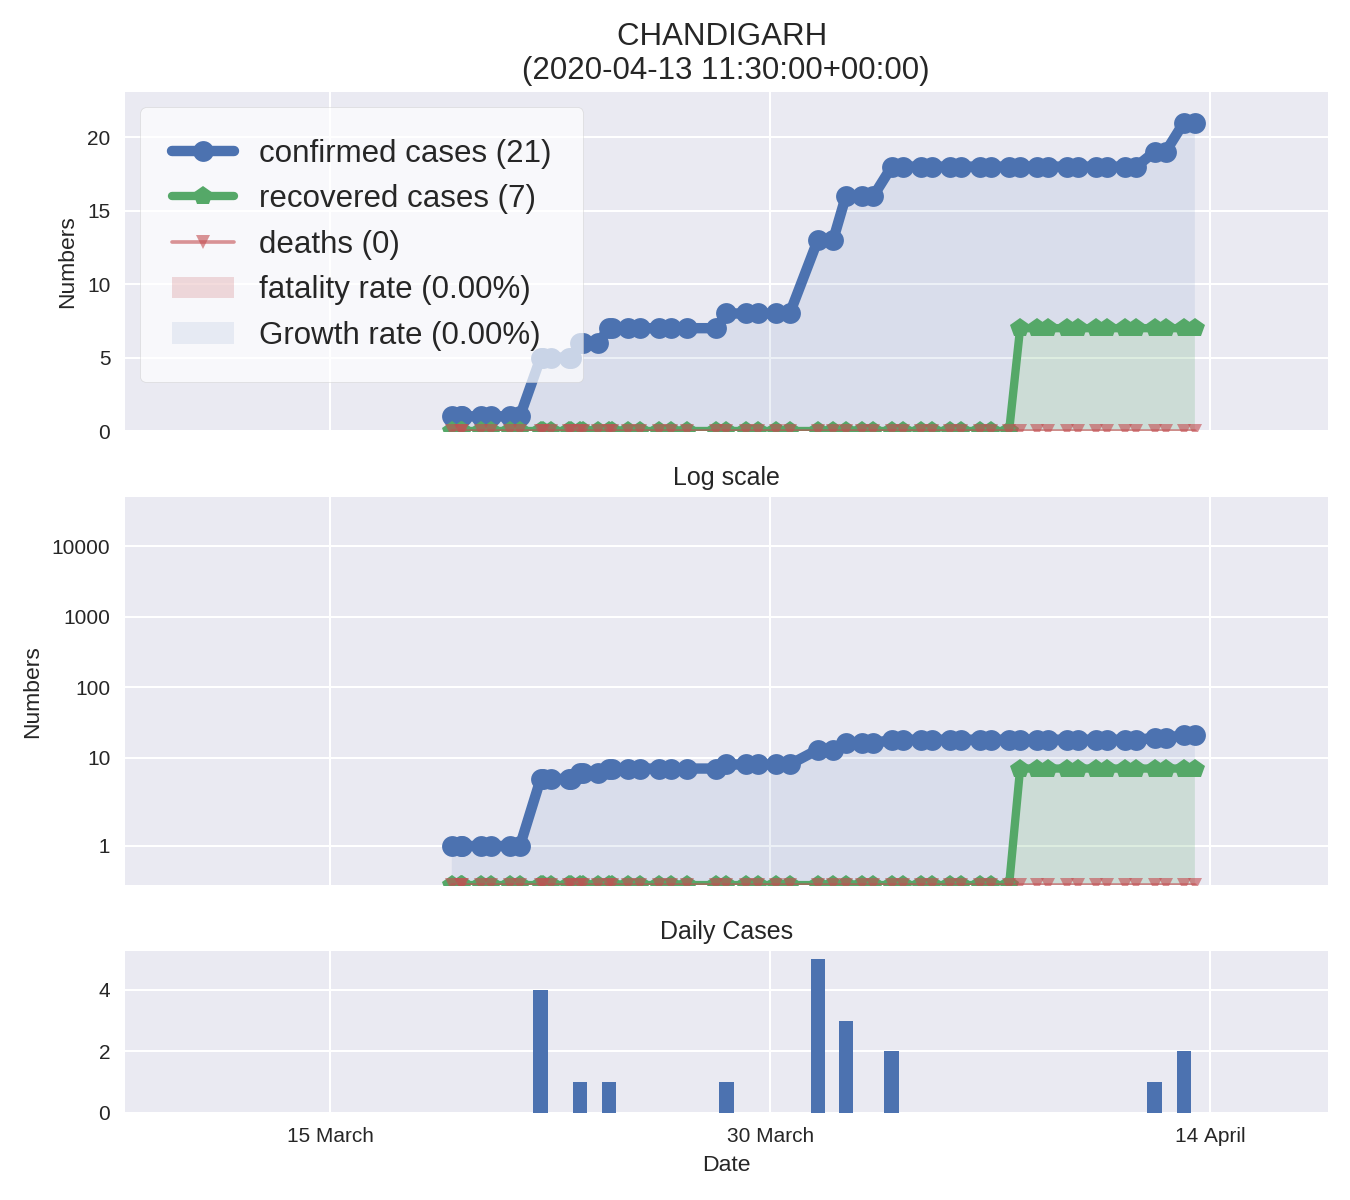 CHANDIGARH
(2020-04-13 11:30:00+00:00)
confirmed cases (21)
recovered cases (7)
deaths (0)
fatality rate (0.00%)
Growth rate (0.00%)
Numbers
20
15
10
5
0
Log scale
Numbers
10000
1000
100
10
1
Daily Cases
4
2
0
15 March
30 March
14 April
Date